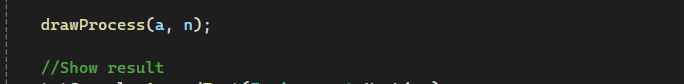 drawProcess(a, n);
//Show result